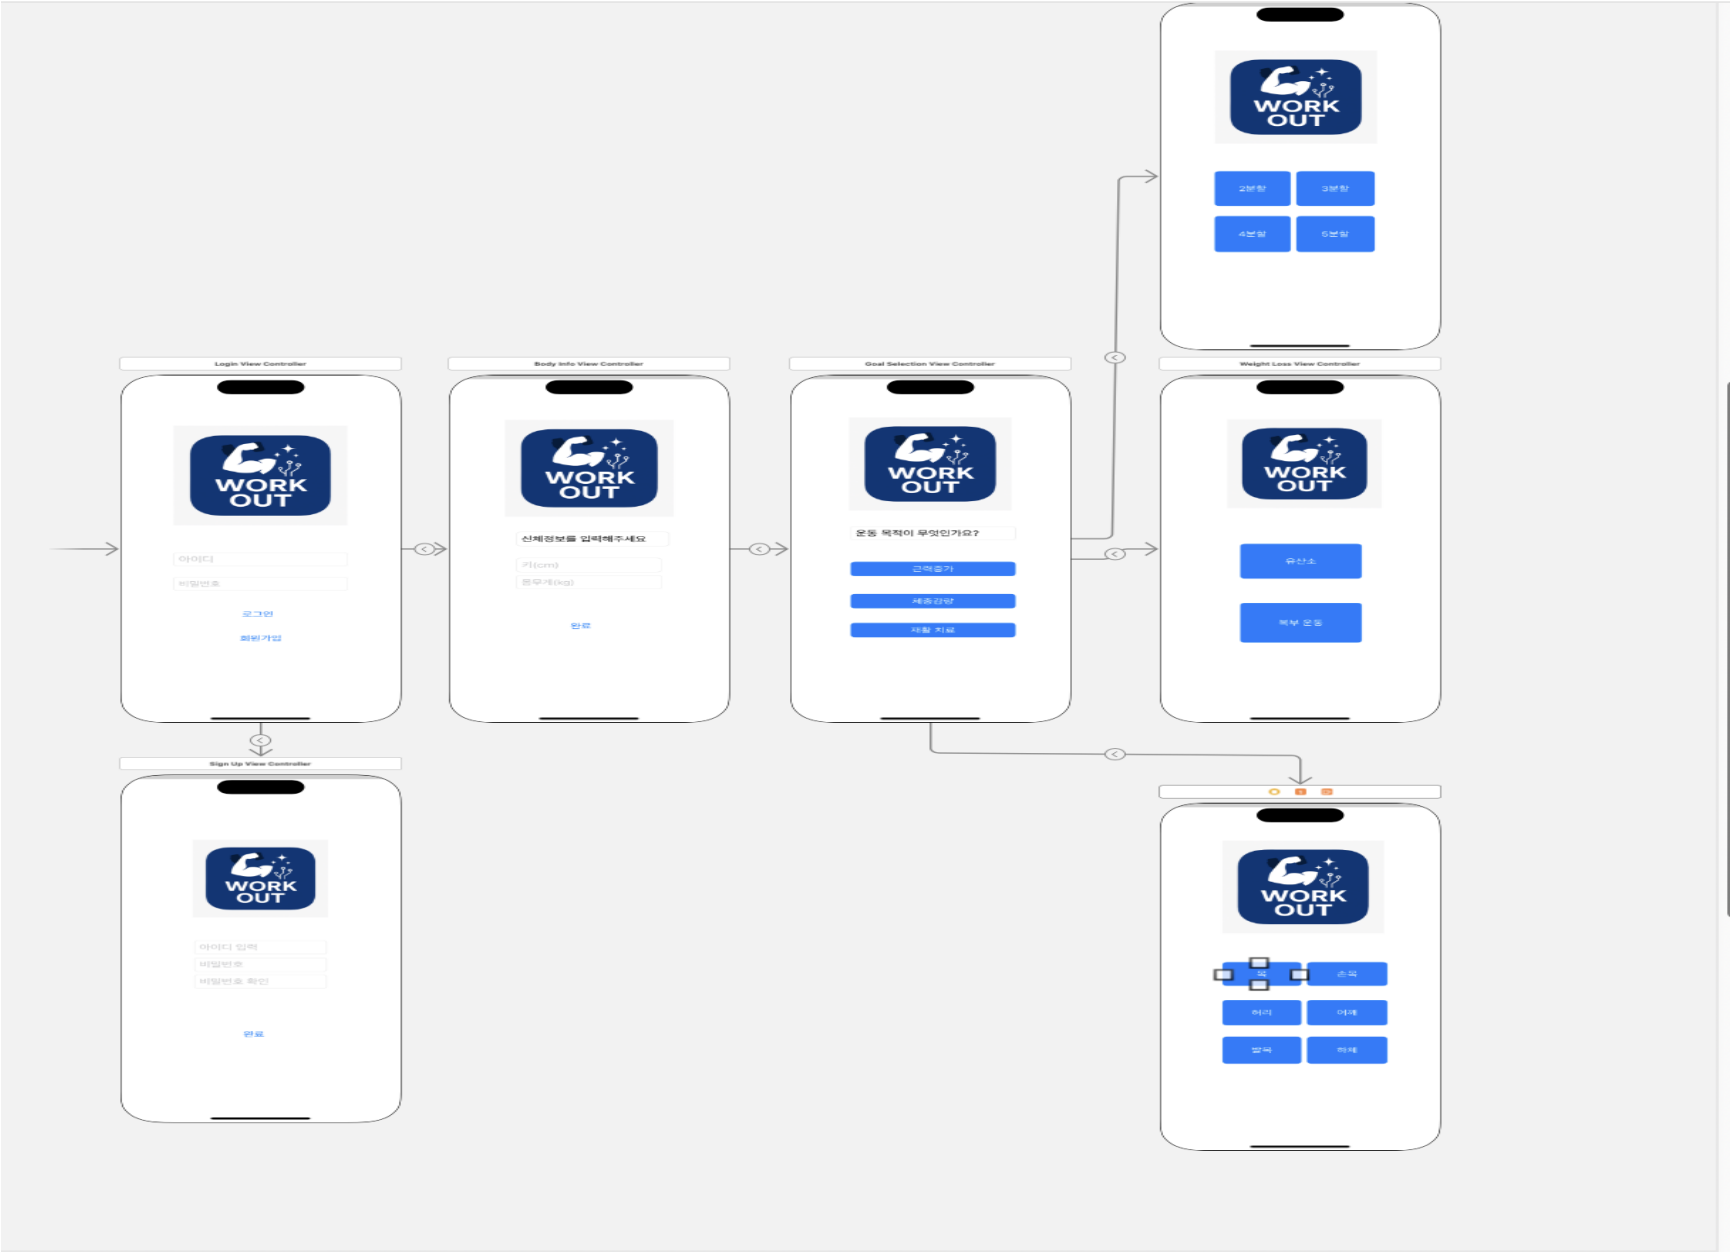 WORK
OUT
2분할
3분할
4분할
5분할
Login View Controller
WORK
OUT
아이디
비밀번호
로그인
회원가입
Body Info View Controller
WORK
OUT
신체정보를 입력해주세요
키(cm)
몸무게(kg)
완료
Goal Selection View Controller
WORK
OUT
운동 목적이 무엇인가요?
근력증가
체중감량
재활 치료
Weight Loss View Controller
WORK
OUT
유산소
복부 운동
Sign Up View Controller
WORK
OUT
아이디 입력
비밀번호
비밀번호 확인
완료
WORK
OUT
목
손목
허리
어깨
발목
하체